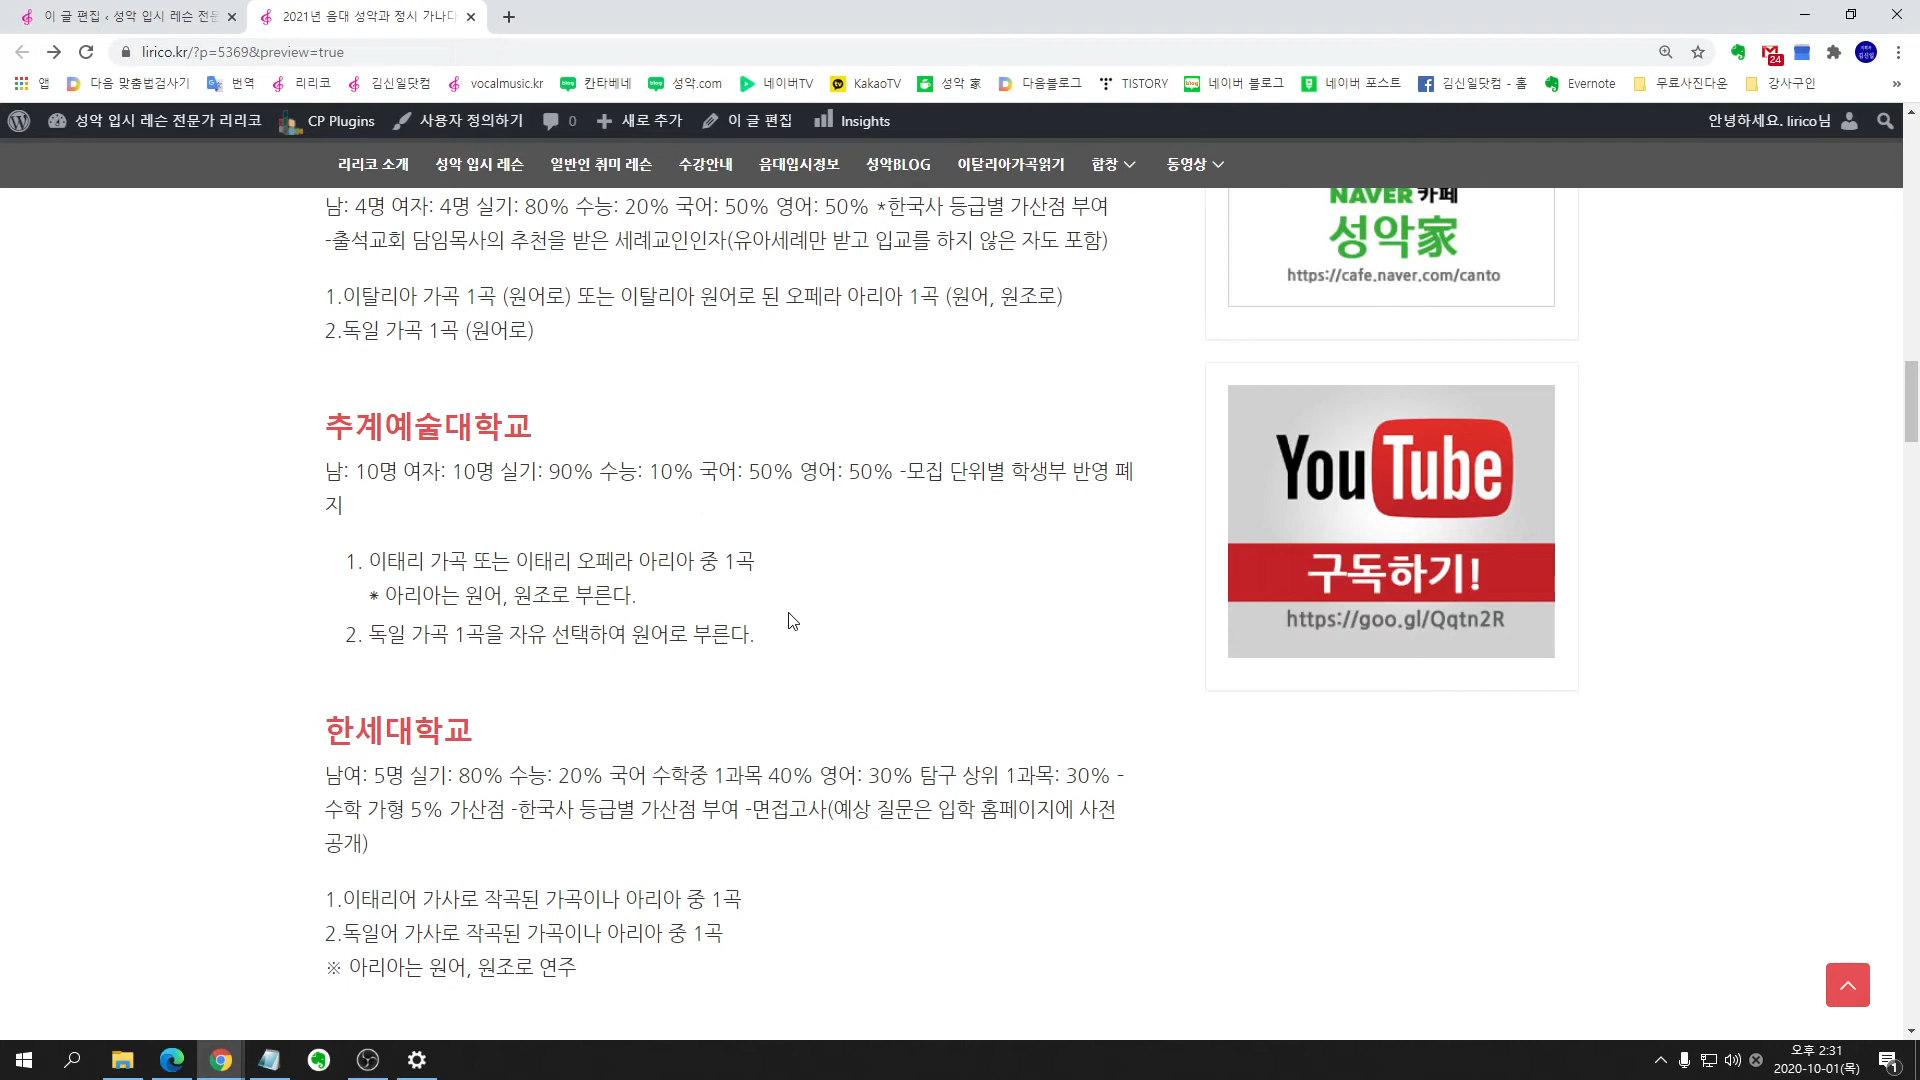 이 글 편집 ‹ 성악 입시 레슨 전문
2021년 음대 성악과 정시 가나다
lirico.kr/?p=5369&preview=true
24
앱 다음 맞춤법검사기 번역 리리코 김신일닷컴 vocalmusic.kr 칸타베네 성악.com 네이버TV KakaoTV 성악 家 다음블로그 TISTORY 네이버 블로그 네이버 포스트 김신일닷컴 - 홈 Evernote 무료사진다운 강사구인 »
성악 입시 레슨 전문가 리리코 CP Plugins 사용자 정의하기 0 새로 추가 이 글 편집 Insights 안녕하세요. lirico님
리리코 소개 성악 입시 레슨 일반인 취미 레슨 수강안내 음대입시정보 성악BLOG 이탈리아가곡읽기 합창 동영상
남: 4명 여자: 4명 실기: 80% 수능: 20% 국어: 50% 영어: 50% *한국사 등급별 가산점 부여
-출석교회 담임목사의 추천을 받은 세례교인인자(유아세례만 받고 입교를 하지 않은 자도 포함)
1.이탈리아 가곡 1곡 (원어로) 또는 이탈리아 원어로 된 오페라 아리아 1곡 (원어, 원조로)
2.독일 가곡 1곡 (원어로)
추계예술대학교
남: 10명 여자: 10명 실기: 90% 수능: 10% 국어: 50% 영어: 50% -모집 단위별 학생부 반영 폐
지
1. 이태리 가곡 또는 이태리 오페라 아리아 중 1곡
* 아리아는 원어, 원조로 부른다.
2. 독일 가곡 1곡을 자유 선택하여 원어로 부른다.
한세대학교
남여: 5명 실기: 80% 수능: 20% 국어 수학중 1과목 40% 영어: 30% 탐구 상위 1과목: 30% -
수학 가형 5% 가산점 -한국사 등급별 가산점 부여 -면접고사(예상 질문은 입학 홈페이지에 사전
공개)
1.이태리어 가사로 작곡된 가곡이나 아리아 중 1곡
2.독일어 가사로 작곡된 가곡이나 아리아 중 1곡
※ 아리아는 원어, 원조로 연주
NAVER 카페
성악家
https://cafe.naver.com/canto
YouTube
구독하기!
https://goo.gl/Qqtn2R
오후 2:31
2020-10-01(목)
1